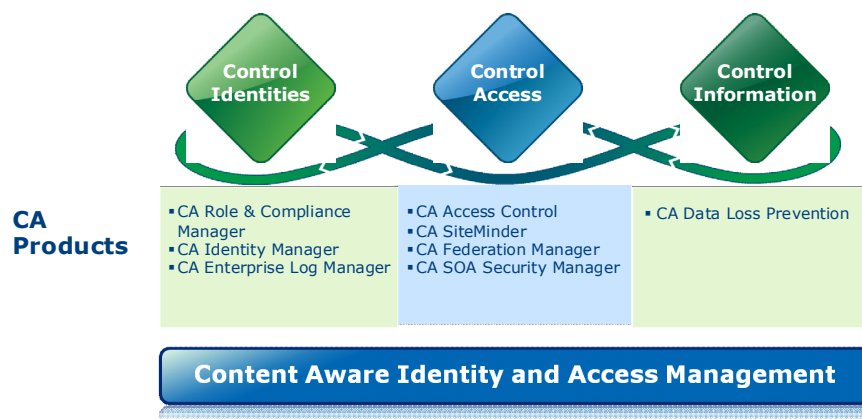 Control
Identities
Control
Access
Control
Information
CA
Products
▪CA Role & Compliance
Manager
▪CA Identity Manager
▪CA Enterprise Log Manager
▪CA Access Control
▪CA SiteMinder
▪CA Federation Manager
▪CA SOA Security Manager
▪CA Data Loss Prevention
Content Aware Identity and Access Management